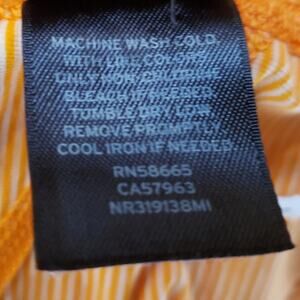 MACHINE WASH COLD.
WITH LIKE COLORS
ONLY NON-CHLORINE
BLEACH IF NEEDED
TUMBLE DRY LOW
REMOVE PROMPTLY.
COOL IRON IF NEEDED.
RN58665
CA57963
NR319138MI